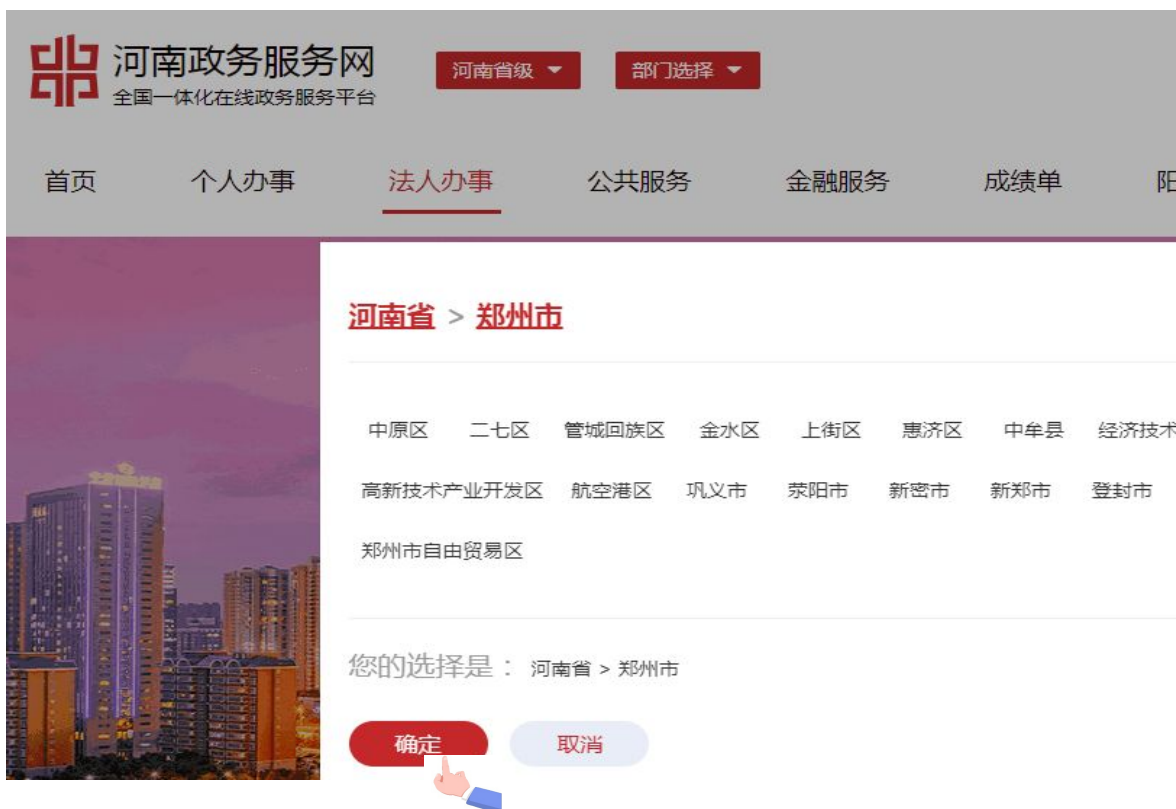 河南政务服务网
全国一体化在线政务服务平台
河南省级 部门选择
首页 个人办事 法人办事 公共服务 金融服务 成绩单
河南省 > 郑州市
中原区 二七区 管城回族区 金水区 上街区 惠济区 中牟县 经济技术
高新技术产业开发区 航空港区 巩义市 荥阳市 新密市 新郑市 登封市
郑州市自由贸易区
您的选择是： 河南省 > 郑州市
确定 取消